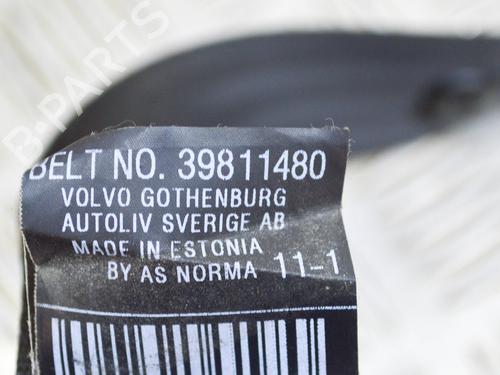 B-PARTS
BELT NO. 39811480
VOLVO GOTHENBURG
AUTOLIV SVERIGE AB
MADE IN ESTONIA
BY AS NORMA 11-1